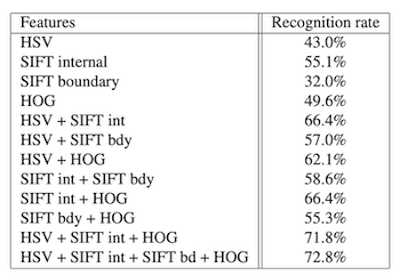 Features Recognition rate
HSV 43.0%
SIFT internal 55.1%
SIFT boundary 32.0%
HOG 49.6%
HSV + SIFT int 66.4%
HSV + SIFT bdy 57.0%
HSV + HOG 62.1%
SIFT int + SIFT bdy 58.6%
SIFT int + HOG 66.4%
SIFT bdy + HOG 55.3%
HSV + SIFT int + HOG 71.8%
HSV + SIFT int + SIFT bd + HOG 72.8%